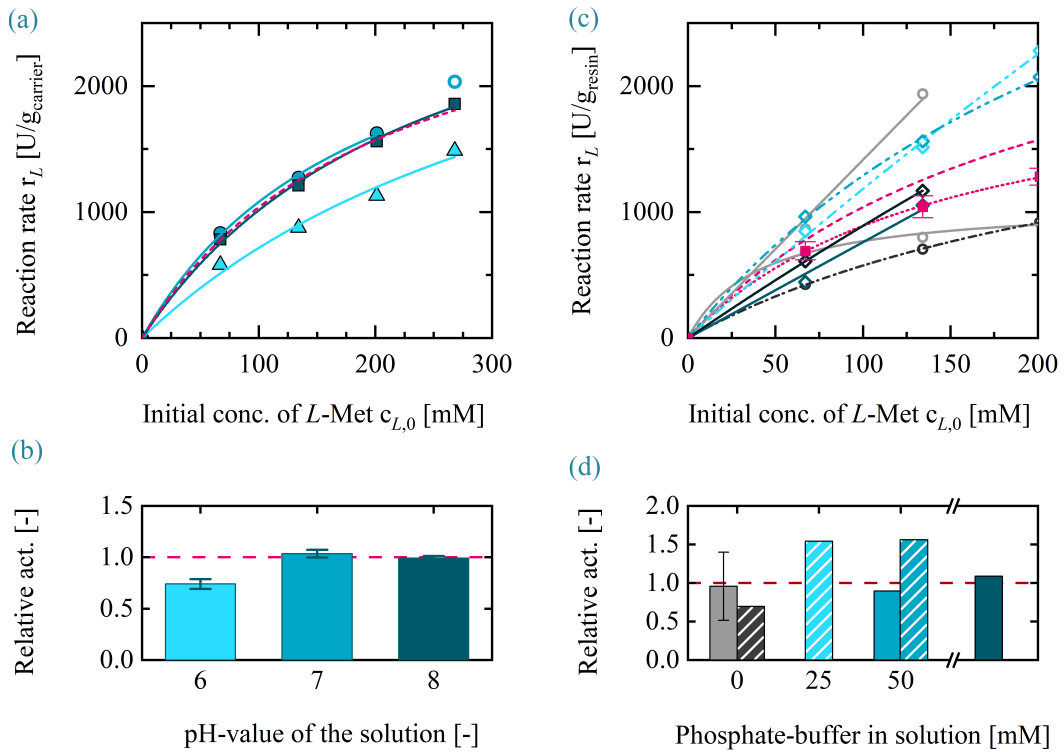 (a)
Reaction rate r_L [U/g_carrier]
2000
1000
0
0 75 150 225 300
Initial conc. of L-Met c_L,0 [mM]
(c)
Reaction rate r_L [U/g_resin]
2000
1000
0
0 50 100 150 200
Initial conc. of L-Met c_L,0 [mM]
(b)
Relative act. [-]
1.5
1.0
0.5
0.0
6 7 8
pH-value of the solution [-]
(d)
Relative act. [-]
2.0
1.5
1.0
0.5
0.0
0 25 50
Phosphate-buffer in solution [mM]